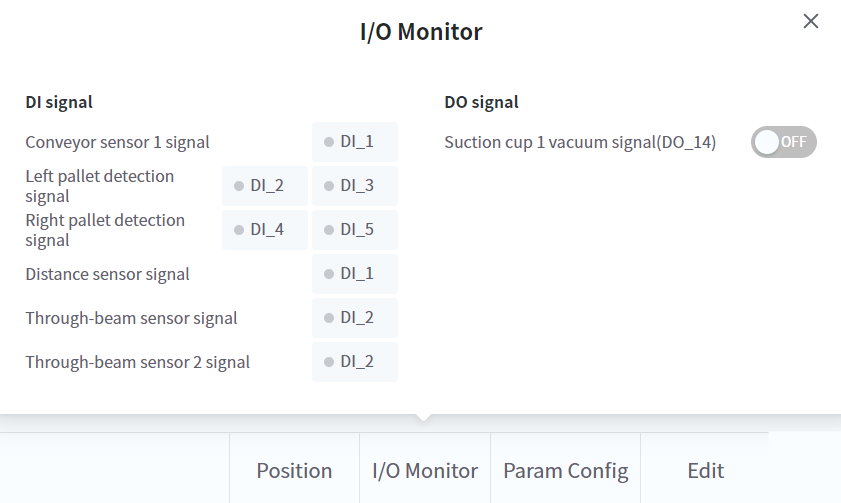 I/O Monitor
DI signal
DO signal
Conveyor sensor 1 signal
DI_1
Suction cup 1 vacuum signal(DO_14)
OFF
Left pallet detection
signal
DI_2
DI_3
Right pallet detection
signal
DI_4
DI_5
Distance sensor signal
DI_1
Through-beam sensor signal
DI_2
Through-beam sensor 2 signal
DI_2
Position
I/O Monitor
Param Config
Edit